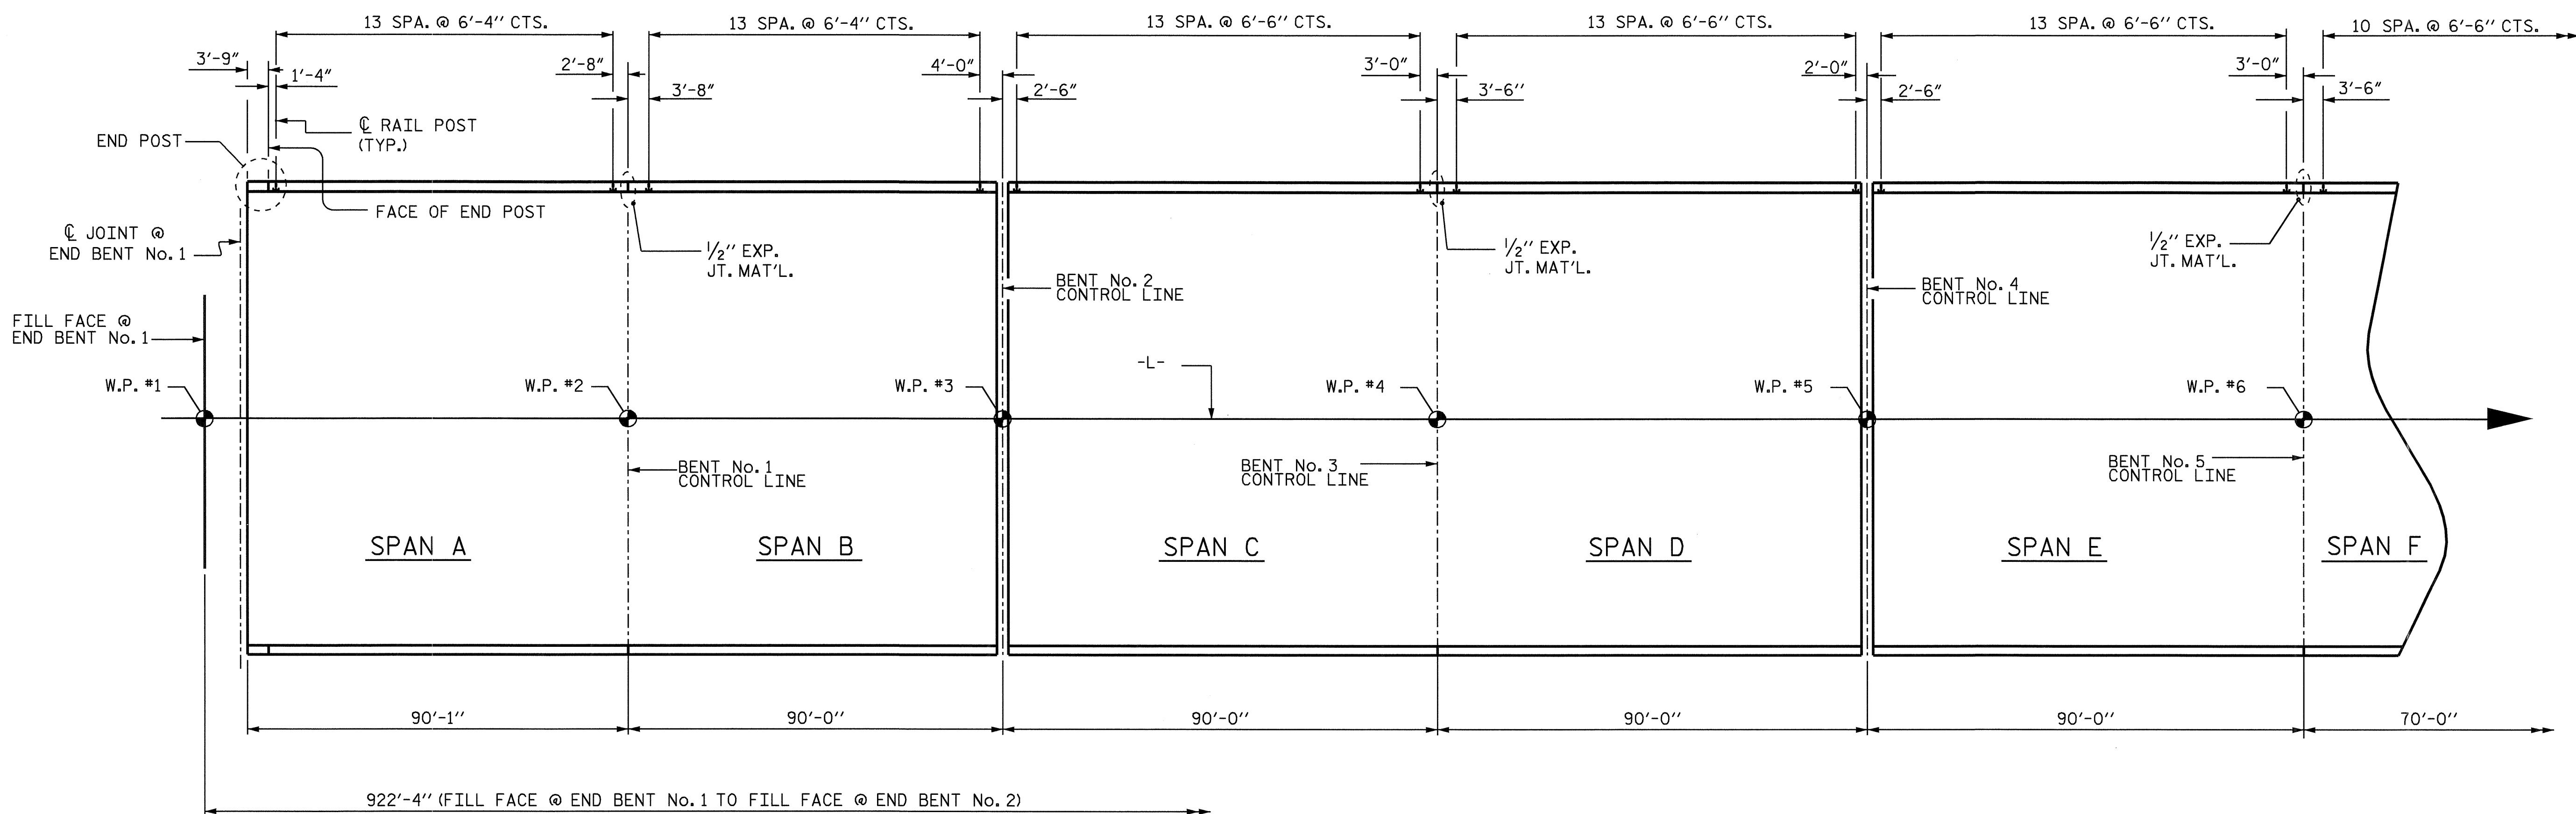 13 SPA. @ 6'-4" CTS.
13 SPA. @ 6'-4" CTS.
13 SPA. @ 6'-6" CTS.
13 SPA. @ 6'-6" CTS.
13 SPA. @ 6'-6" CTS.
10 SPA. @ 6'-6" CTS.
3'-9"
1'-4"
2'-8"
3'-8"
4'-0"
2'-6"
3'-0"
3'-6"
2'-0"
2'-6"
3'-0"
3'-6"
END POST
℄ RAIL POST
(TYP.)
FACE OF END POST
℄ JOINT @
END BENT No. 1
1/2" EXP.
JT. MAT'L.
1/2" EXP.
JT. MAT'L.
1/2" EXP.
JT. MAT'L.
BENT No. 2
CONTROL LINE
BENT No. 4
CONTROL LINE
FILL FACE @
END BENT No. 1
-L-
W.P. #1
W.P. #2
W.P. #3
W.P. #4
W.P. #5
W.P. #6
BENT No. 1
CONTROL LINE
BENT No. 3
CONTROL LINE
BENT No. 5
CONTROL LINE
SPAN A
SPAN B
SPAN C
SPAN D
SPAN E
SPAN F
90'-1"
90'-0"
90'-0"
90'-0"
90'-0"
70'-0"
922'-4" (FILL FACE @ END BENT No. 1 TO FILL FACE @ END BENT No. 2)